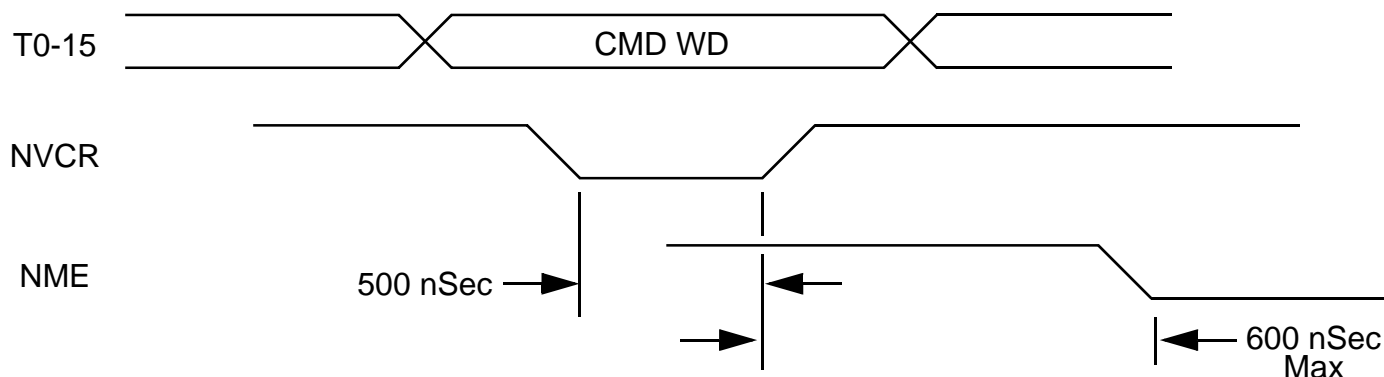 T0-15
CMD WD
NVCR
NME
500 nSec
600 nSec
Max